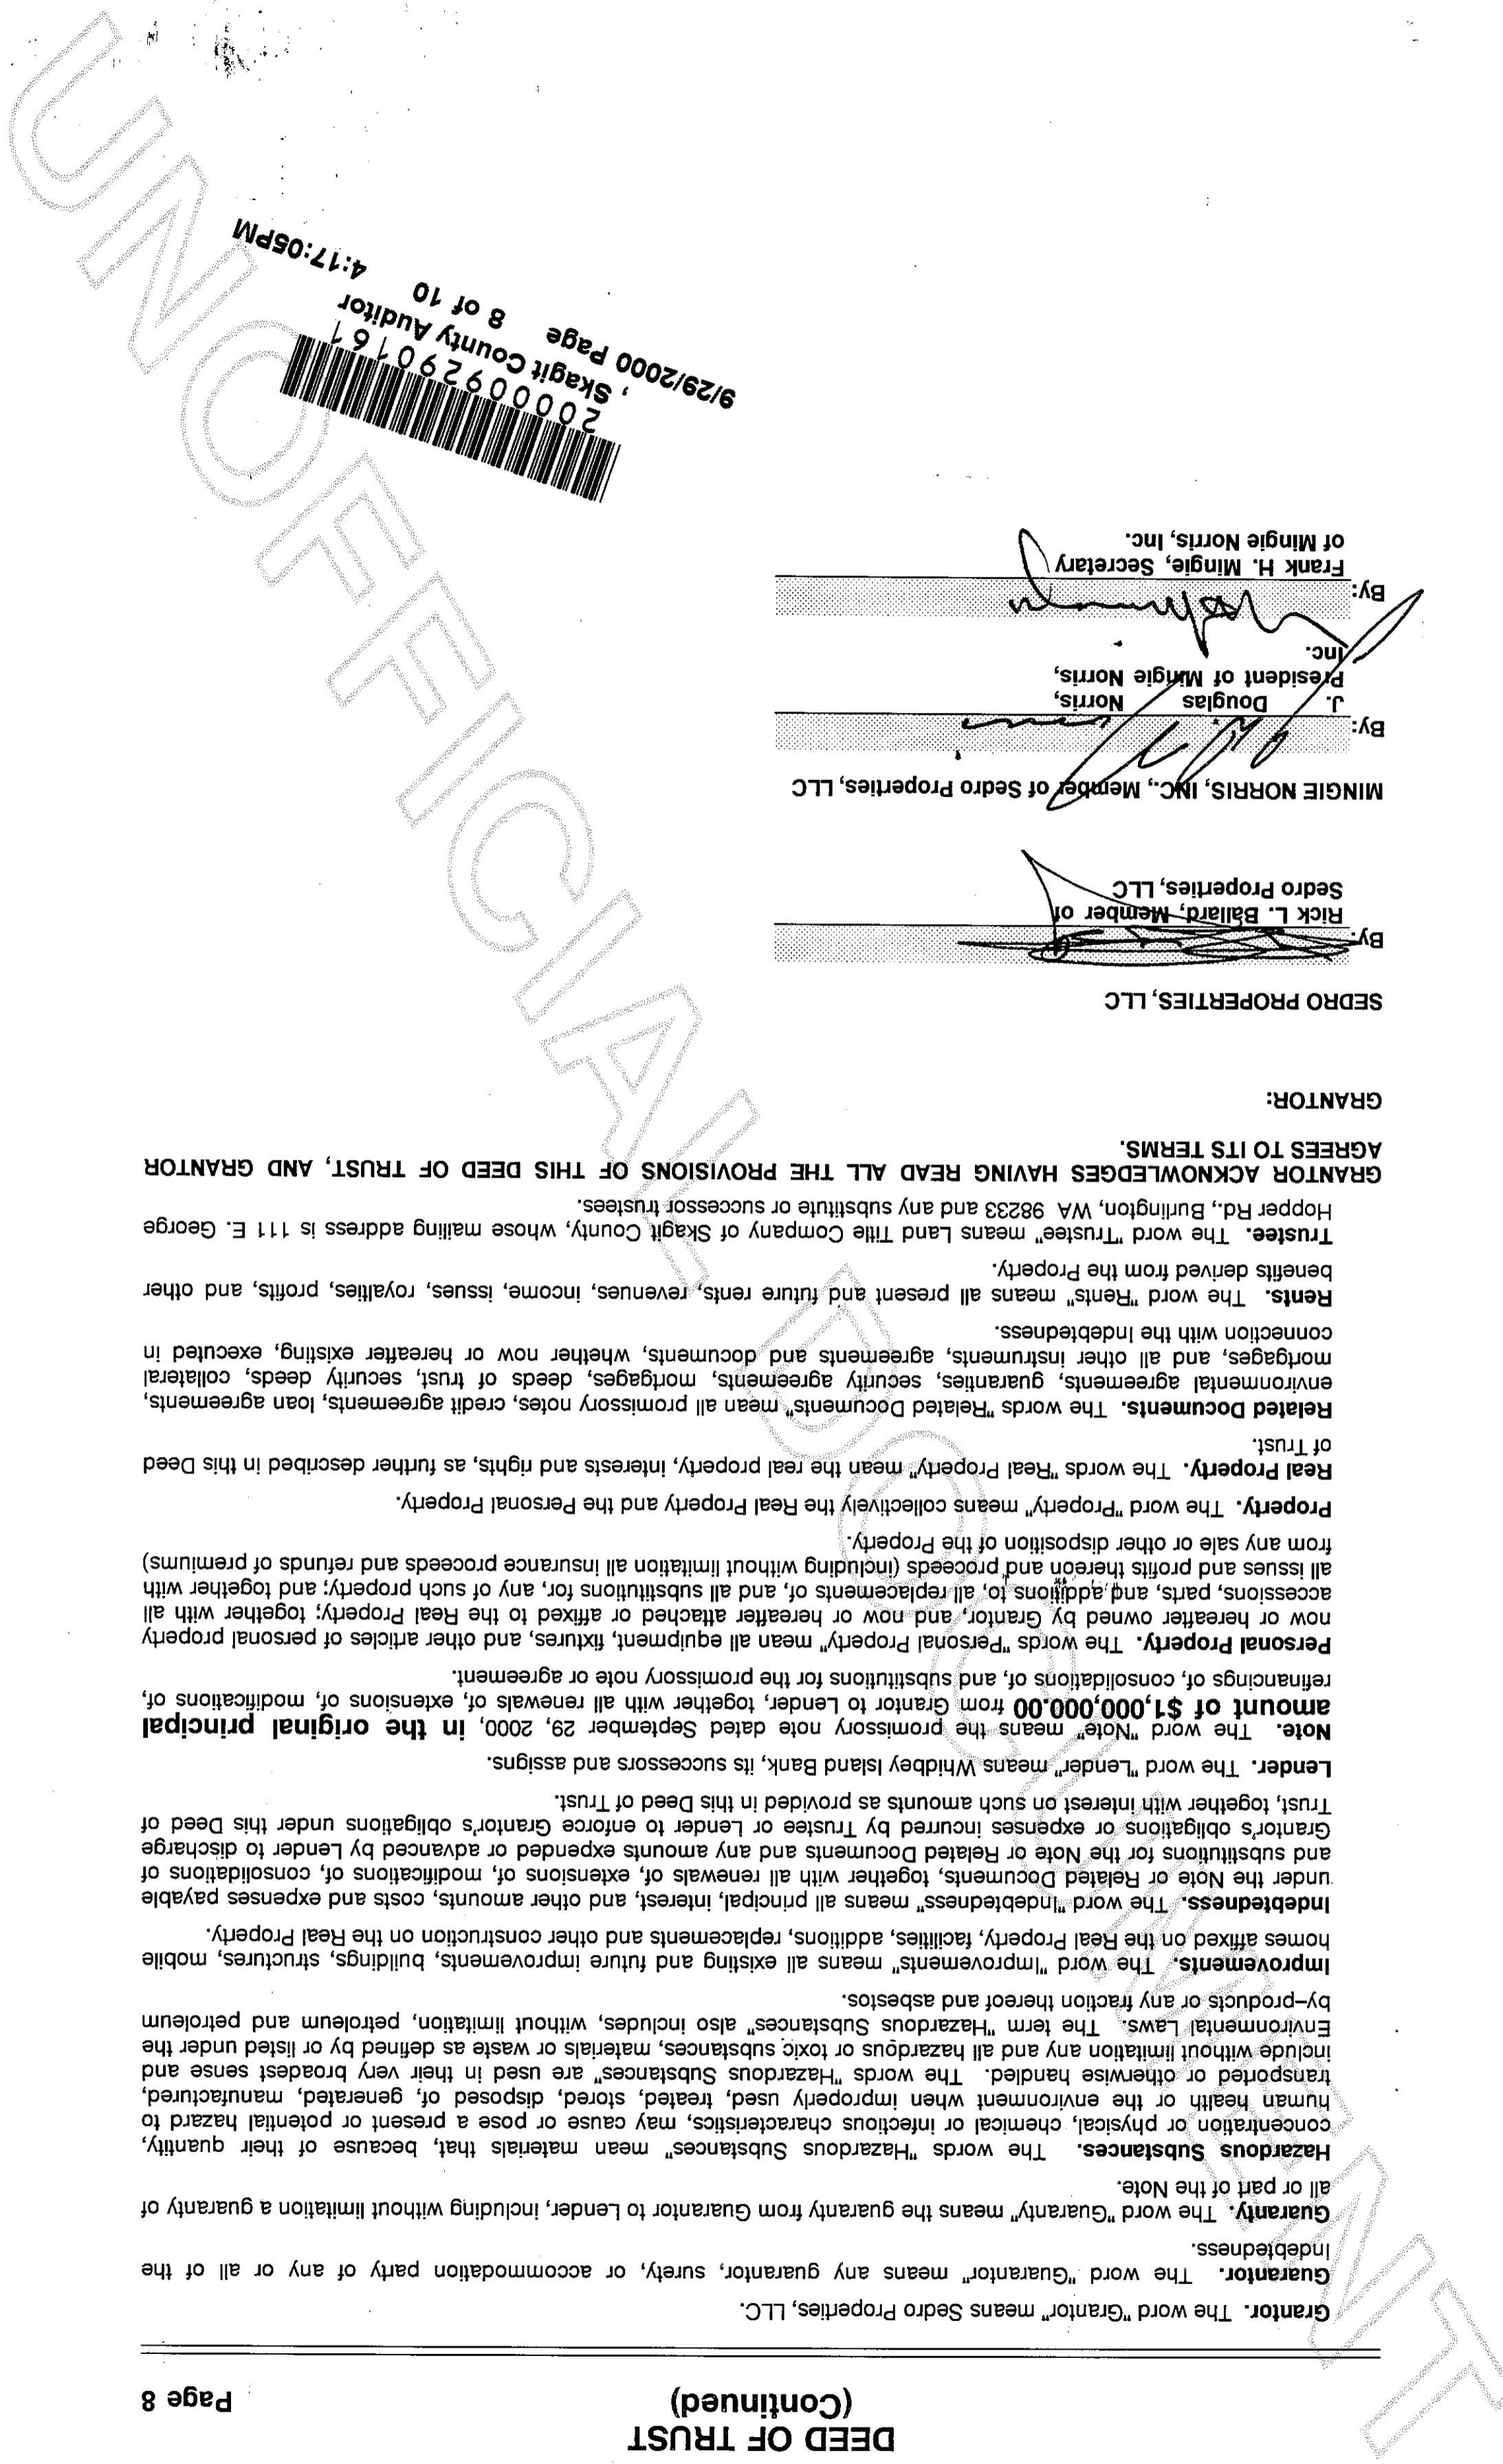 DEED OF TRUST
(Continued)
Page 8
Grantor. The word "Grantor" means Sedro Properties, LLC.
Guarantor. The word "Guarantor" means any guarantor, surety, or accommodation party of any or all of the
Indebtedness.
Guaranty. The word "Guaranty" means the guaranty from Guarantor to Lender, including without limitation a guaranty of
all or part of the Note.
Hazardous Substances. The words "Hazardous Substances" mean materials that, because of their quantity,
concentration or physical, chemical or infectious characteristics, may cause or pose a present or potential hazard to
human health or the environment when improperly used, treated, stored, disposed of, generated, manufactured,
transported or otherwise handled. The words "Hazardous Substances" are used in their very broadest sense and
include without limitation any and all hazardous or toxic substances, materials or waste as defined by or listed under the
Environmental Laws. The term "Hazardous Substances" also includes, without limitation, petroleum and petroleum
by-products or any fraction thereof and asbestos.
Improvements. The word "Improvements" means all existing and future improvements, buildings, structures, mobile
homes affixed on the Real Property, facilities, additions, replacements and other construction on the Real Property.
Indebtedness. The word "Indebtedness" means all principal, interest, and other amounts, costs and expenses payable
under the Note or Related Documents, together with all renewals of, extensions of, modifications of, consolidations of
and substitutions for the Note or Related Documents and any amounts expended or advanced by Lender to discharge
Grantor's obligations or expenses incurred by Trustee or Lender to enforce Grantor's obligations under this Deed of
Trust, together with interest on such amounts as provided in this Deed of Trust.
Lender. The word "Lender" means Whidbey Island Bank, its successors and assigns.
Note. The word "Note" means the promissory note dated September 29, 2000, in the original principal
amount of $1,000,000.00 from Grantor to Lender, together with all renewals of, extensions of, modifications of,
refinancings of, consolidations of, and substitutions for the promissory note or agreement.
Personal Property. The words "Personal Property" mean all equipment, fixtures, and other articles of personal property
now or hereafter owned by Grantor, and now or hereafter attached or affixed to the Real Property; together with all
accessions, parts, and additions to, all replacements of, and all substitutions for, any of such property; and together with
all issues and profits thereon and proceeds (including without limitation all insurance proceeds and refunds of premiums)
from any sale or other disposition of the Property.
Property. The word "Property" means collectively the Real Property and the Personal Property.
Real Property. The words "Real Property" mean the real property, interests and rights, as further described in this Deed
of Trust.
Related Documents. The words "Related Documents" mean all promissory notes, credit agreements, loan agreements,
environmental agreements, guaranties, security agreements, mortgages, deeds of trust, security deeds, collateral
mortgages, and all other instruments, agreements and documents, whether now or hereafter existing, executed in
connection with the Indebtedness.
Rents. The word "Rents" means all present and future rents, revenues, income, issues, royalties, profits, and other
benefits derived from the Property.
Trustee. The word "Trustee" means Land Title Company of Skagit County, whose mailing address is 111 E. George
Hopper Rd., Burlington, WA 98233 and any substitute or successor trustees.
GRANTOR ACKNOWLEDGES HAVING READ ALL THE PROVISIONS OF THIS DEED OF TRUST, AND GRANTOR
AGREES TO ITS TERMS.
GRANTOR:
SEDRO PROPERTIES, LLC
By:
Rick L. Ballard, Member of
Sedro Properties, LLC
MINGIE NORRIS, INC., Member of Sedro Properties, LLC
By:
J. Douglas Norris,
President of Mingie Norris,
Inc.
By:
Frank H. Mingie, Secretary
of Mingie Norris, Inc.
200009290161
, Skagit County Auditor
9/29/2000 Page 8 of 10 4:17:05PM
UNOFFICIAL DOCUMENT